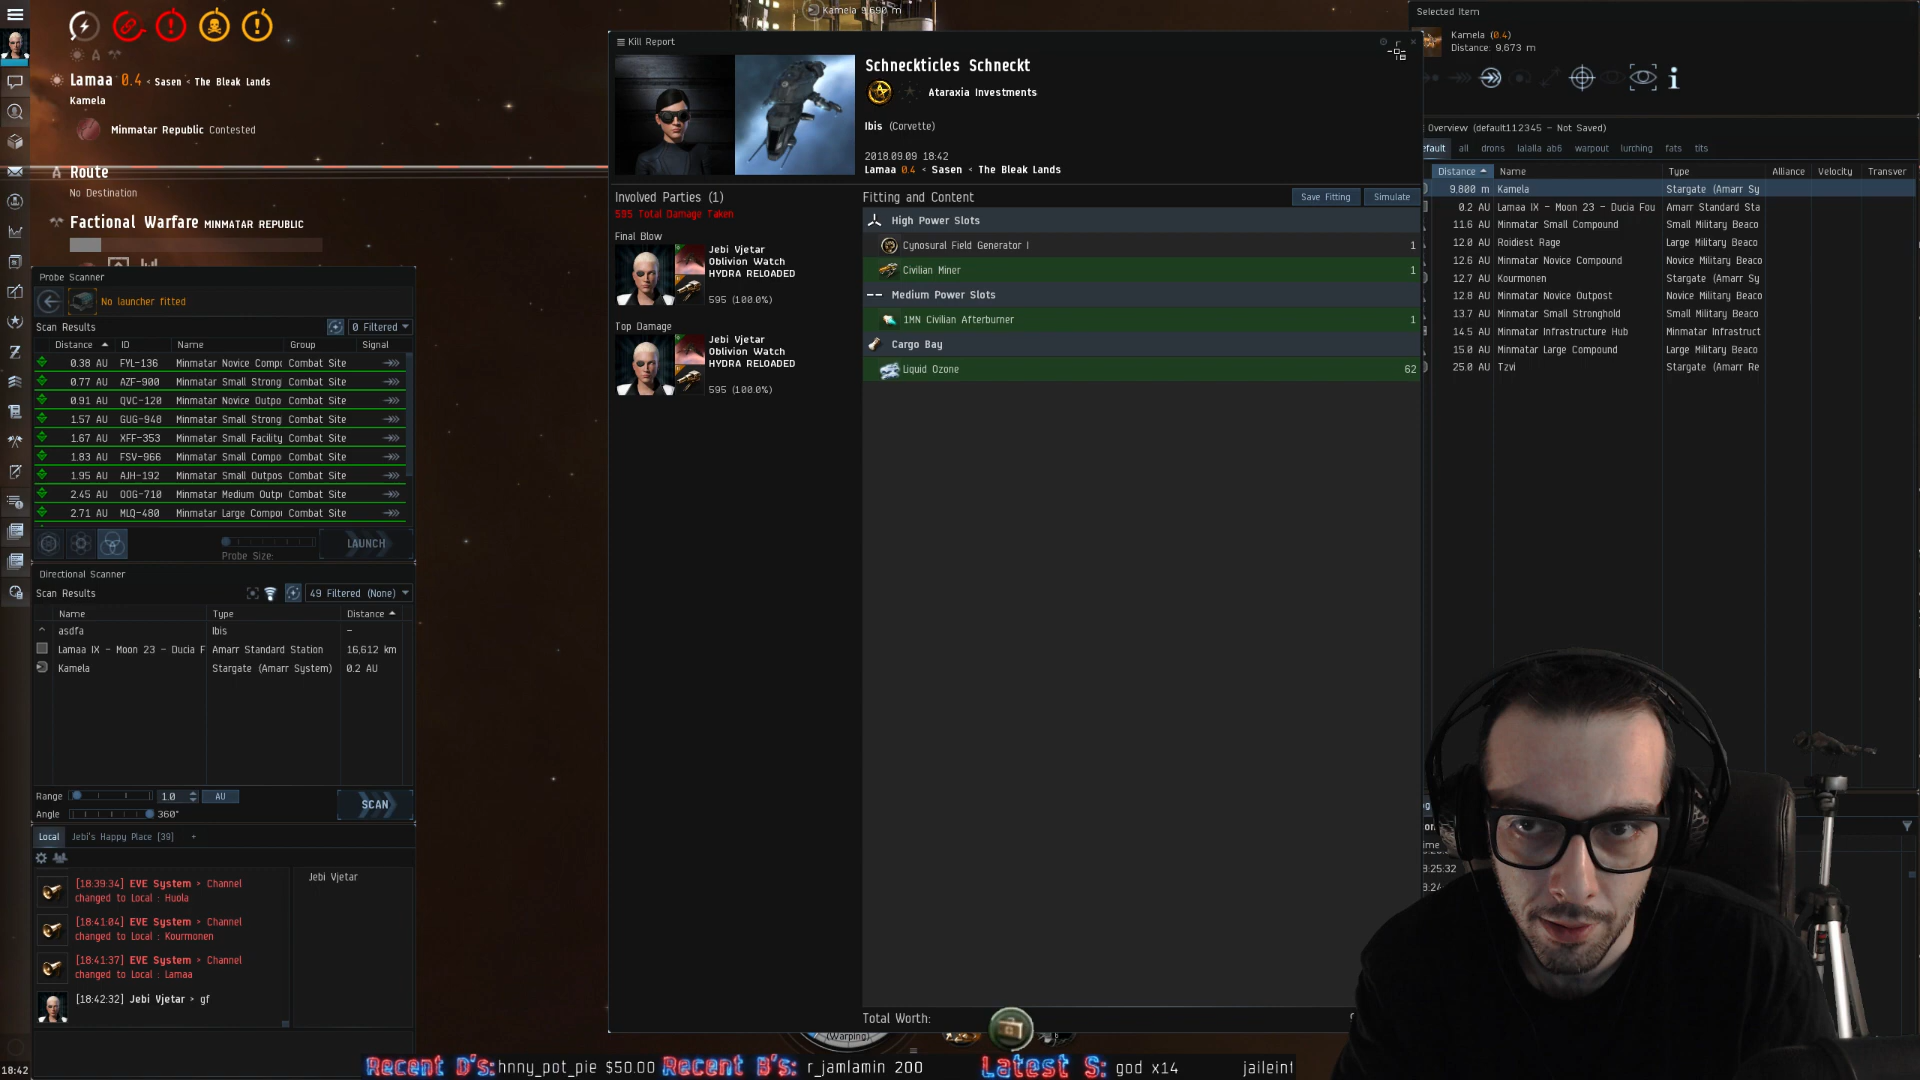 Lamaa 0.4 < Sasen < The Bleak Lands
Kamela
Minmatar Republic Contested
Route
No Destination
Factional Warfare MINMATAR REPUBLIC
Probe Scanner
No launcher fitted
Scan Results
0 Filtered
Distance ID Name Group Signal
0.38 AU FYL-136 Minmatar Novice Comp Combat Site
0.77 AU AZF-900 Minmatar Small Strong Combat Site
0.91 AU QVC-120 Minmatar Novice Outpo Combat Site
1.57 AU GUG-948 Minmatar Small Strong Combat Site
1.67 AU XFF-353 Minmatar Small Facility Combat Site
1.83 AU FSV-966 Minmatar Small Compo Combat Site
1.95 AU AJH-192 Minmatar Small Outpos Combat Site
2.45 AU OOG-710 Minmatar Medium Outp Combat Site
2.71 AU MLQ-480 Minmatar Large Compou Combat Site
Probe Size:
LAUNCH
Directional Scanner
Scan Results
49 Filtered (None)
Name Type Distance
asdfa Ibis –
Lamaa IX - Moon 23 - Ducia F Amarr Standard Station 16,612 km
Kamela Stargate (Amarr System) 0.2 AU
Range 1.0 AU
Angle 360°
SCAN
Local Jebi's Happy Place [39] +
[18:39:34] EVE System > Channel
changed to Local : Huola
[18:41:04] EVE System > Channel
changed to Local : Kourmonen
[18:41:37] EVE System > Channel
changed to Local : Lamaa
[18:42:32] Jebi Vjetar > gf
Jebi Vjetar
18:42
Kamela 9,690 m
Kill Report
Schneckticles Schneckt
Ataraxia Investments
Ibis (Corvette)
2018.09.09 18:42
Lamaa 0.4 < Sasen < The Bleak Lands
Involved Parties (1)
595 Total Damage Taken
Final Blow
Jebi Vjetar
Oblivion Watch
HYDRA RELOADED
595 (100.0%)
Top Damage
Jebi Vjetar
Oblivion Watch
HYDRA RELOADED
595 (100.0%)
Fitting and Content
Save Fitting
Simulate
High Power Slots
Cynosural Field Generator I 1
Civilian Miner 1
Medium Power Slots
1MN Civilian Afterburner 1
Cargo Bay
Liquid Ozone 62
Total Worth:
(Warping)
Selected Item
Kamela (0.4)
Distance: 9,673 m
Overview (default112345 - Not Saved)
efault all drons lalalla ab6 warpout lurching fats tits
Distance Name Type Alliance Velocity Transver
9,800 m Kamela Stargate (Amarr Sy
0.2 AU Lamaa IX - Moon 23 - Ducia Fou Amarr Standard Sta
11.6 AU Minmatar Small Compound Small Military Beaco
12.0 AU Roidiest Rage Large Military Beaco
12.6 AU Minmatar Novice Compound Novice Military Beaco
12.7 AU Kourmonen Stargate (Amarr Sy
12.8 AU Minmatar Novice Outpost Novice Military Beaco
13.7 AU Minmatar Small Stronghold Small Military Beaco
14.5 AU Minmatar Infrastructure Hub Minmatar Infrastruct
15.0 AU Minmatar Large Compound Large Military Beaco
25.0 AU Tzvi Stargate (Amarr Re
ime
8:25:32
Recent D's: hnny_pot_pie $50.00 Recent B's: r_jamlamin 200 Latest S: god x14 jailein